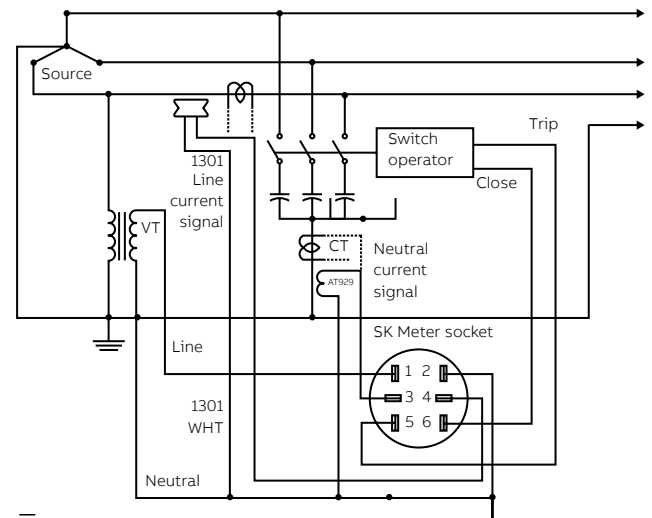 Source
Trip
Switch
operator
Close
1301
Line
current
signal
VT
CT
Neutral
current
signal
AT929
SK Meter socket
Line
1 2
3 4
5 6
1301
WHT
Neutral